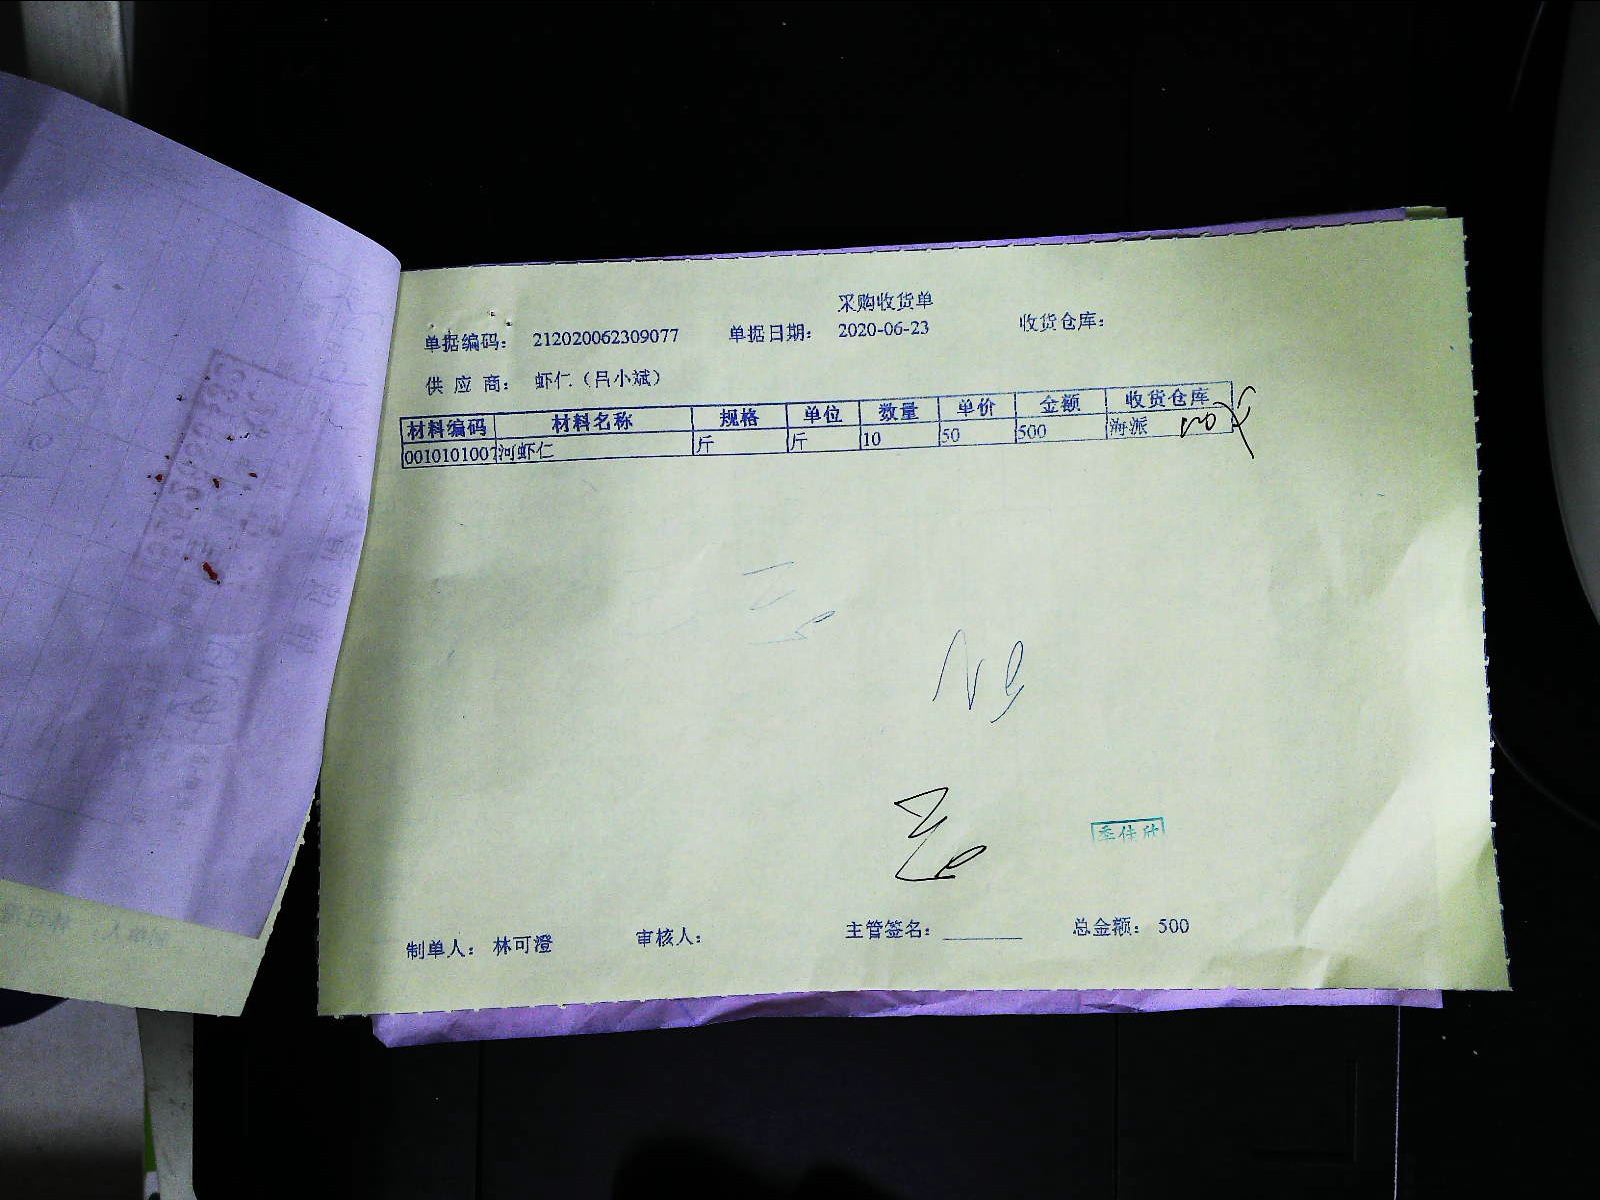 采购收货单
单据编码： 212020062309077 单据日期： 2020-06-23 收货仓库：
供 应 商： 虾仁（吕小斌）
材料编码 材料名称 规格 单位 数量 单价 金额 收货仓库
0010101007 河虾仁 斤 斤 10 50 500 海派
季佳欣
制单人： 林可澄 审核人： 主管签名： 总金额： 500